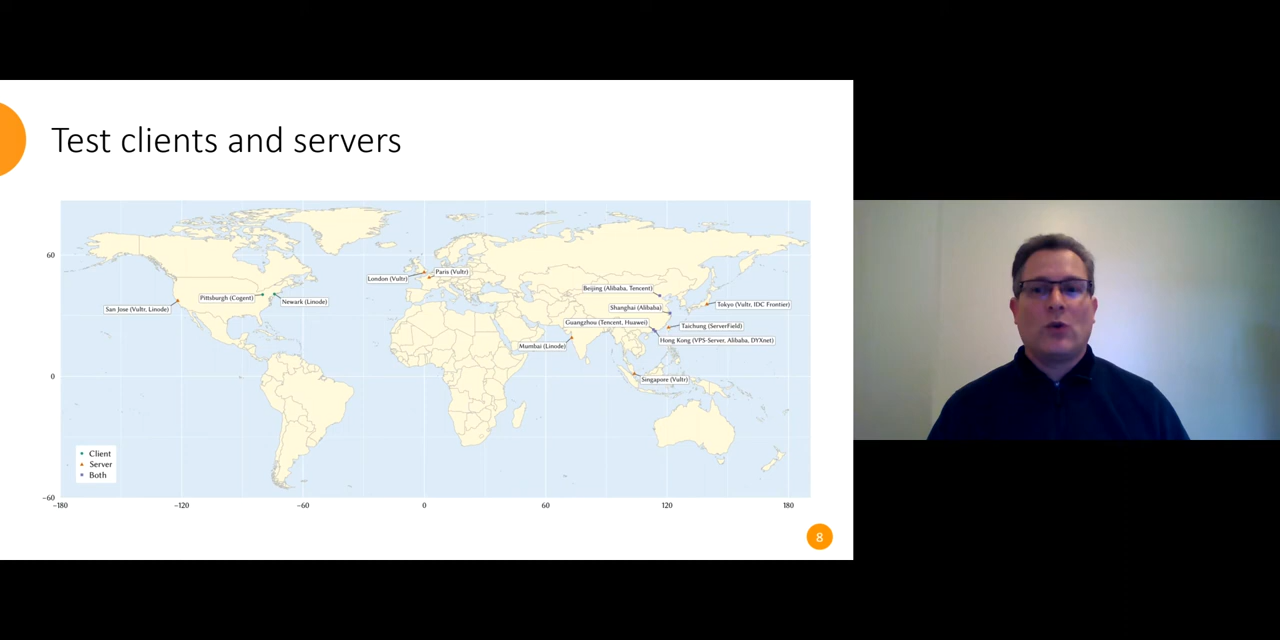 Test clients and servers
60
0
−60
−180
−120
−60
0
60
120
180
San Jose (Vultr, Linode)
Pittsburgh (Cogent)
Newark (Linode)
London (Vultr)
Paris (Vultr)
Beijing (Alibaba, Tencent)
Shanghai (Alibaba)
Tokyo (Vultr, IDC Frontier)
Guangzhou (Tencent, Huawei)
Taichung (ServerField)
Hong Kong (VPS-Server, Alibaba, DYXnet)
Mumbai (Linode)
Singapore (Vultr)
Client
Server
Both
8